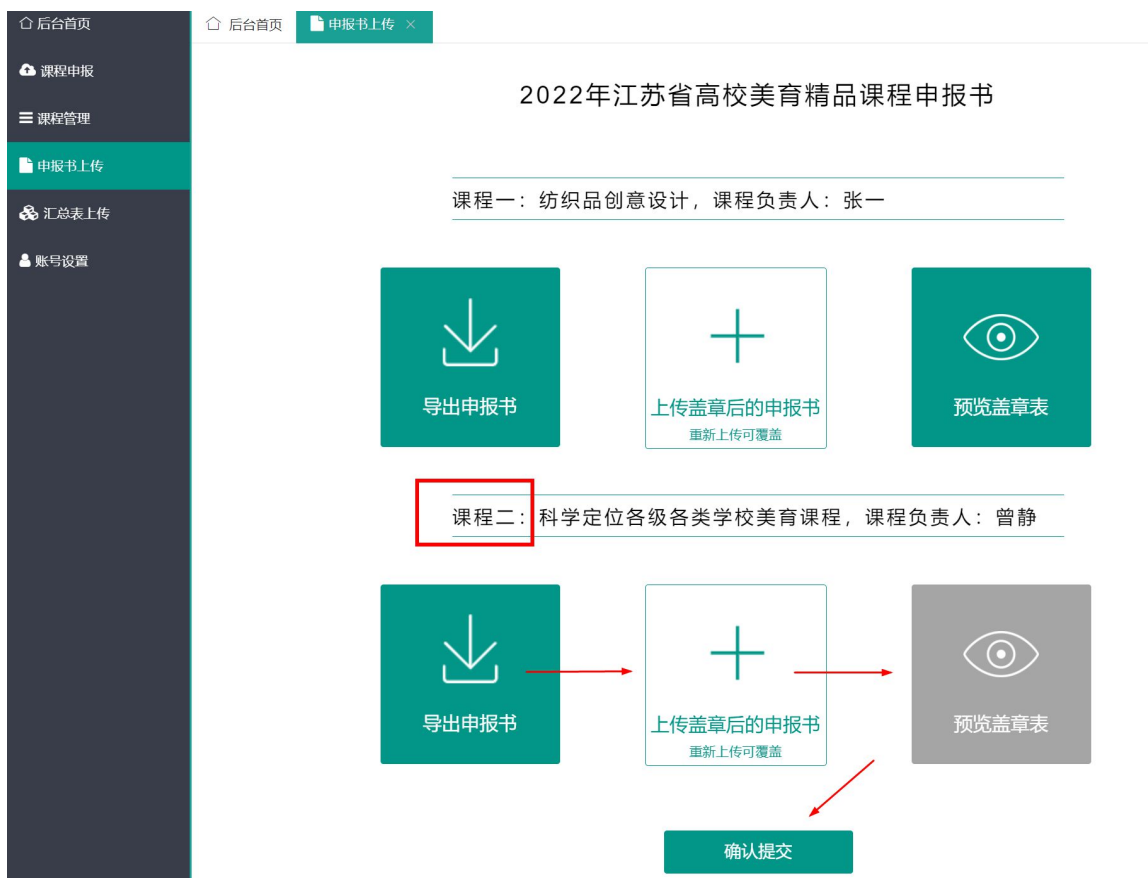 后台首页
后台首页
申报书上传 ×
课程申报
课程管理
申报书上传
汇总表上传
账号设置
2022年江苏省高校美育精品课程申报书
课程一：纺织品创意设计，课程负责人：张一
导出申报书
上传盖章后的申报书
重新上传可覆盖
预览盖章表
课程二：科学定位各级各类学校美育课程，课程负责人：曾静
导出申报书
上传盖章后的申报书
重新上传可覆盖
预览盖章表
确认提交